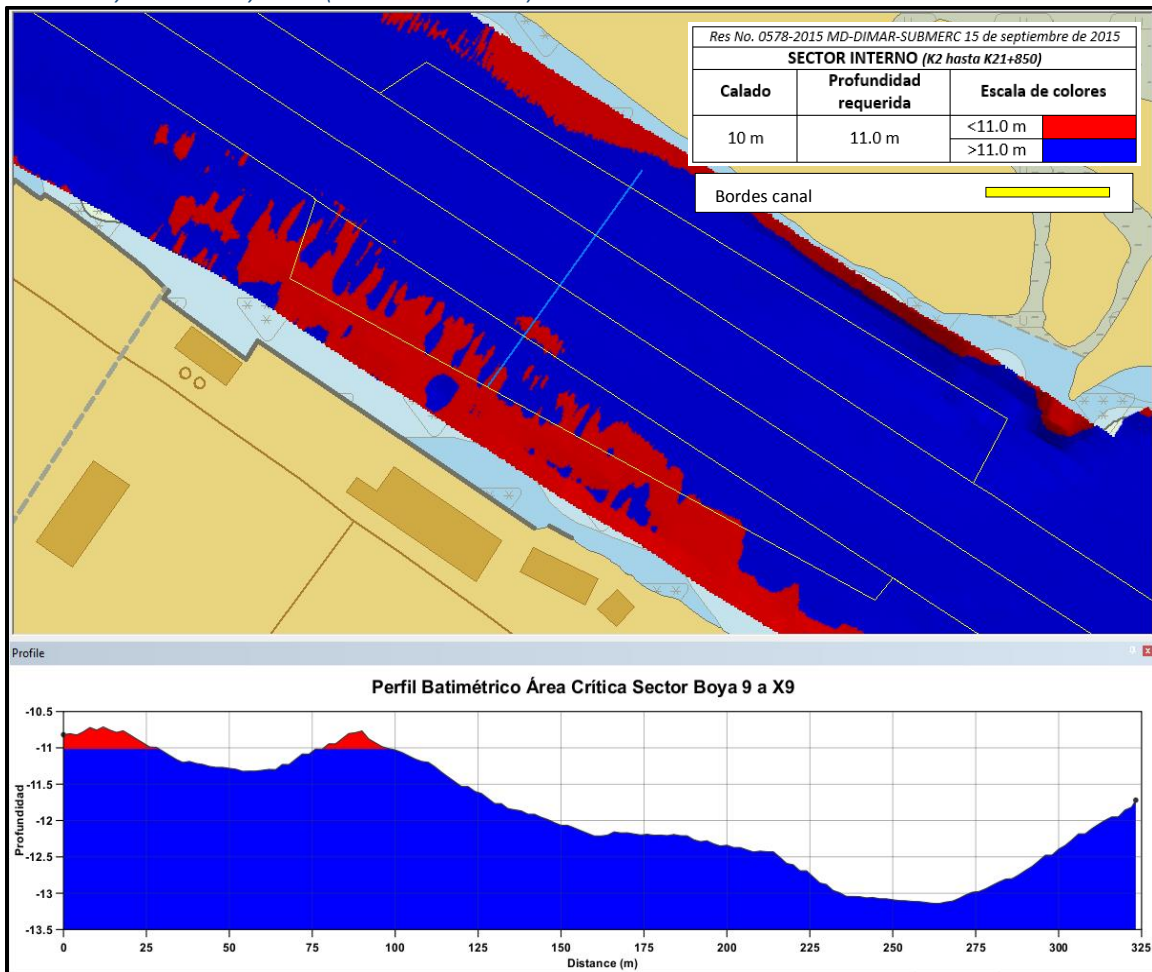 Res No. 0578-2015 MD-DIMAR-SUBMERC 15 de septiembre de 2015
SECTOR INTERNO (K2 hasta K21+850)
Calado
Profundidad requerida
Escala de colores
10 m
11.0 m
<11.0 m
>11.0 m
Bordes canal
Profile
Perfil Batimétrico Área Crítica Sector Boya 9 a X9
Profundidad
-10.5
-11
-11.5
-12
-12.5
-13
-13.5
0 25 50 75 100 125 150 175 200 225 250 275 300 325
Distance (m)